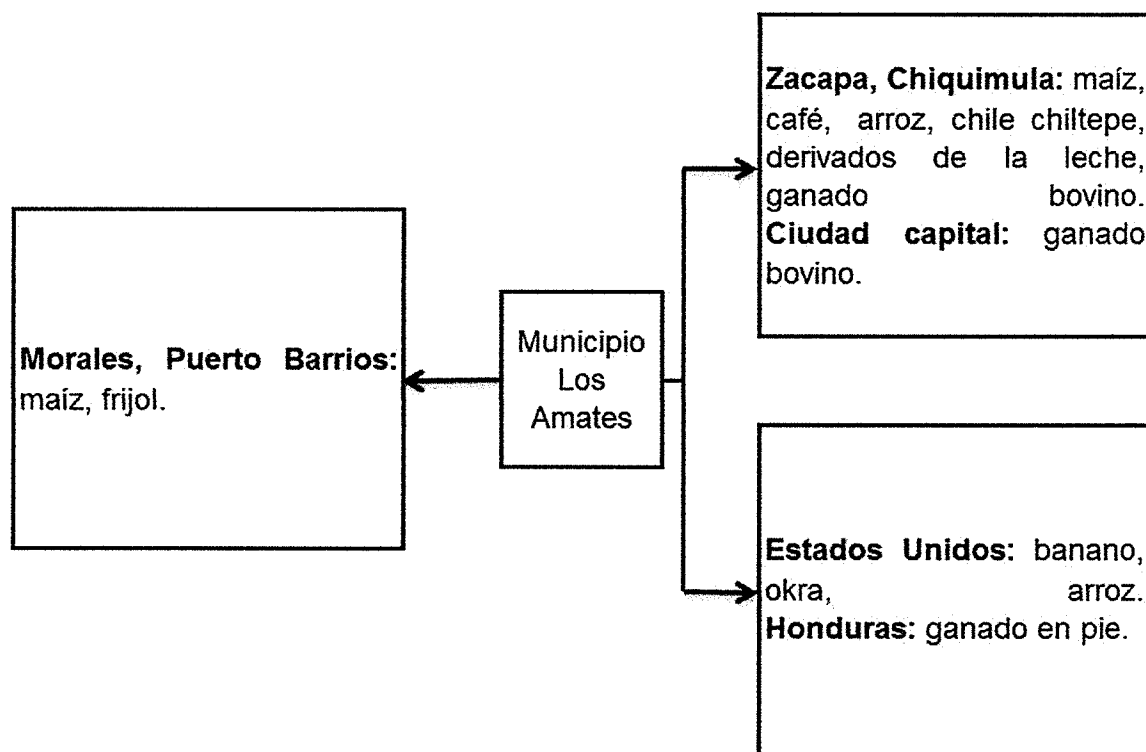 Morales, Puerto Barrios:
maíz, frijol.
Municipio
Los
Amates
Zacapa, Chiquimula: maíz,
café, arroz, chile chiltepe,
derivados de la leche,
ganado bovino.
Ciudad capital: ganado
bovino.
Estados Unidos: banano,
okra, arroz.
Honduras: ganado en pie.